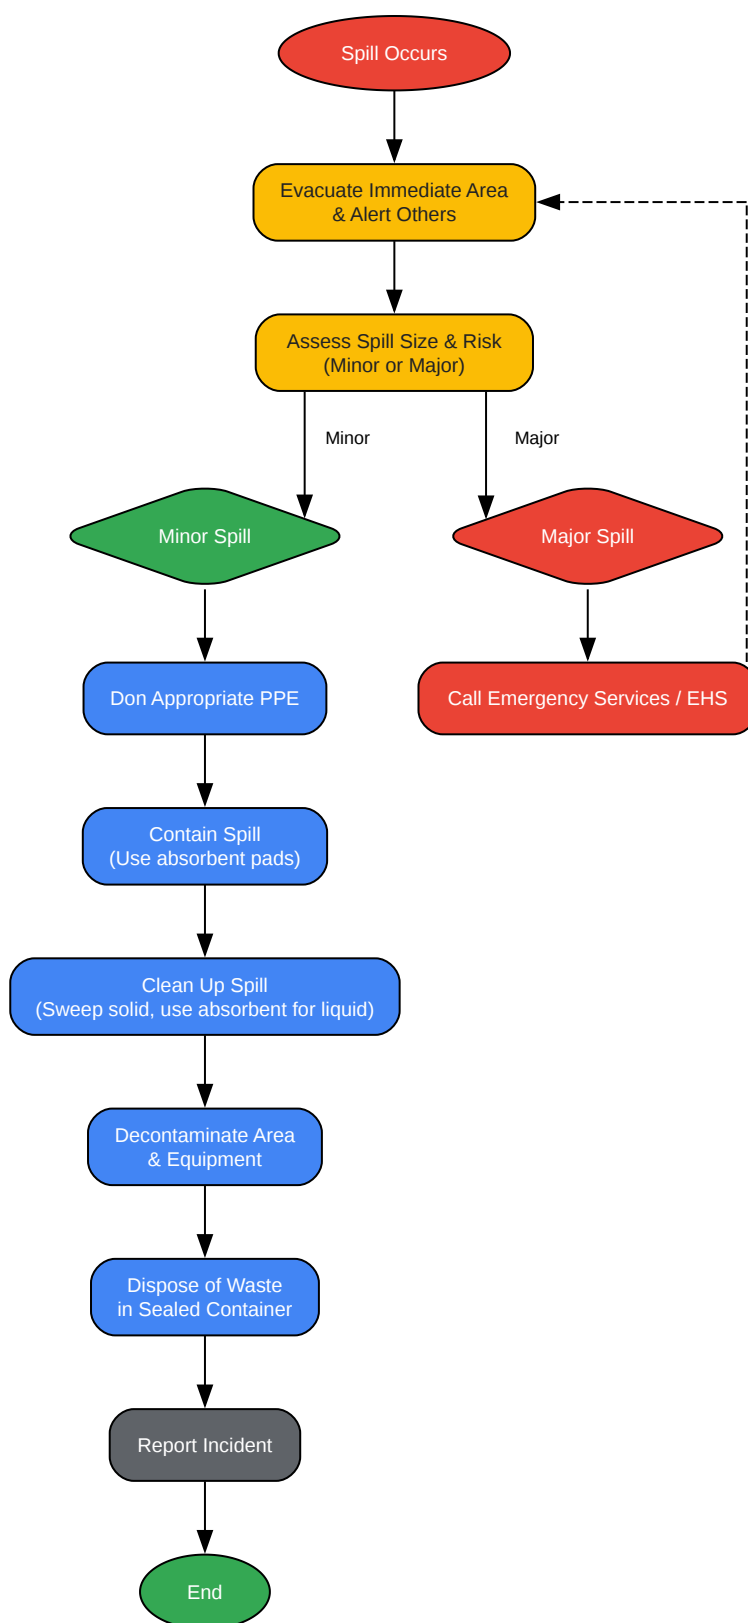 Spill Occurs
Evacuate Immediate Area
& Alert Others
Assess Spill Size & Risk
(Minor or Major)
Minor
Major
Minor Spill
Major Spill
Don Appropriate PPE
Call Emergency Services / EHS
Contain Spill
(Use absorbent pads)
Clean Up Spill
(Sweep solid, use absorbent for liquid)
Decontaminate Area
& Equipment
Dispose of Waste
in Sealed Container
Report Incident
End